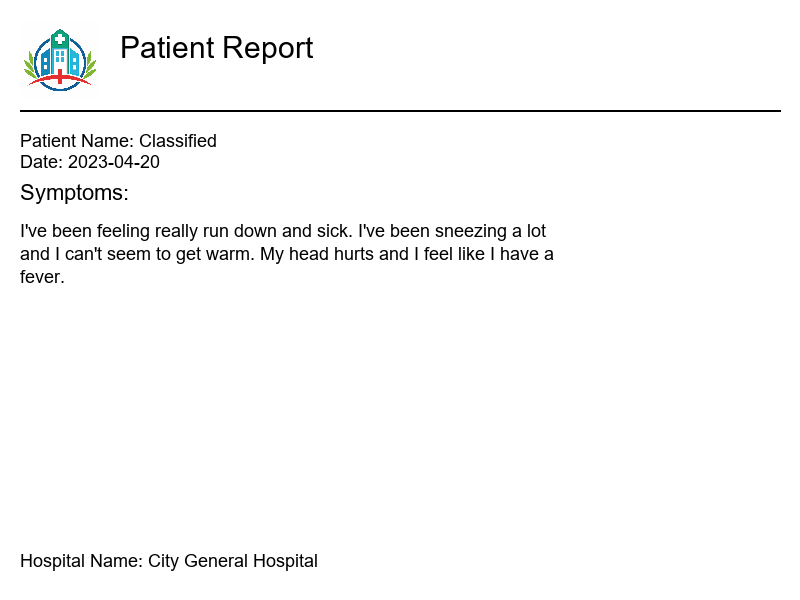 Patient Report
Patient Name: Classified
Date: 2023-04-20
Symptoms:
I've been feeling really run down and sick. I've been sneezing a lot
and I can't seem to get warm. My head hurts and I feel like I have a
fever.
Hospital Name: City General Hospital